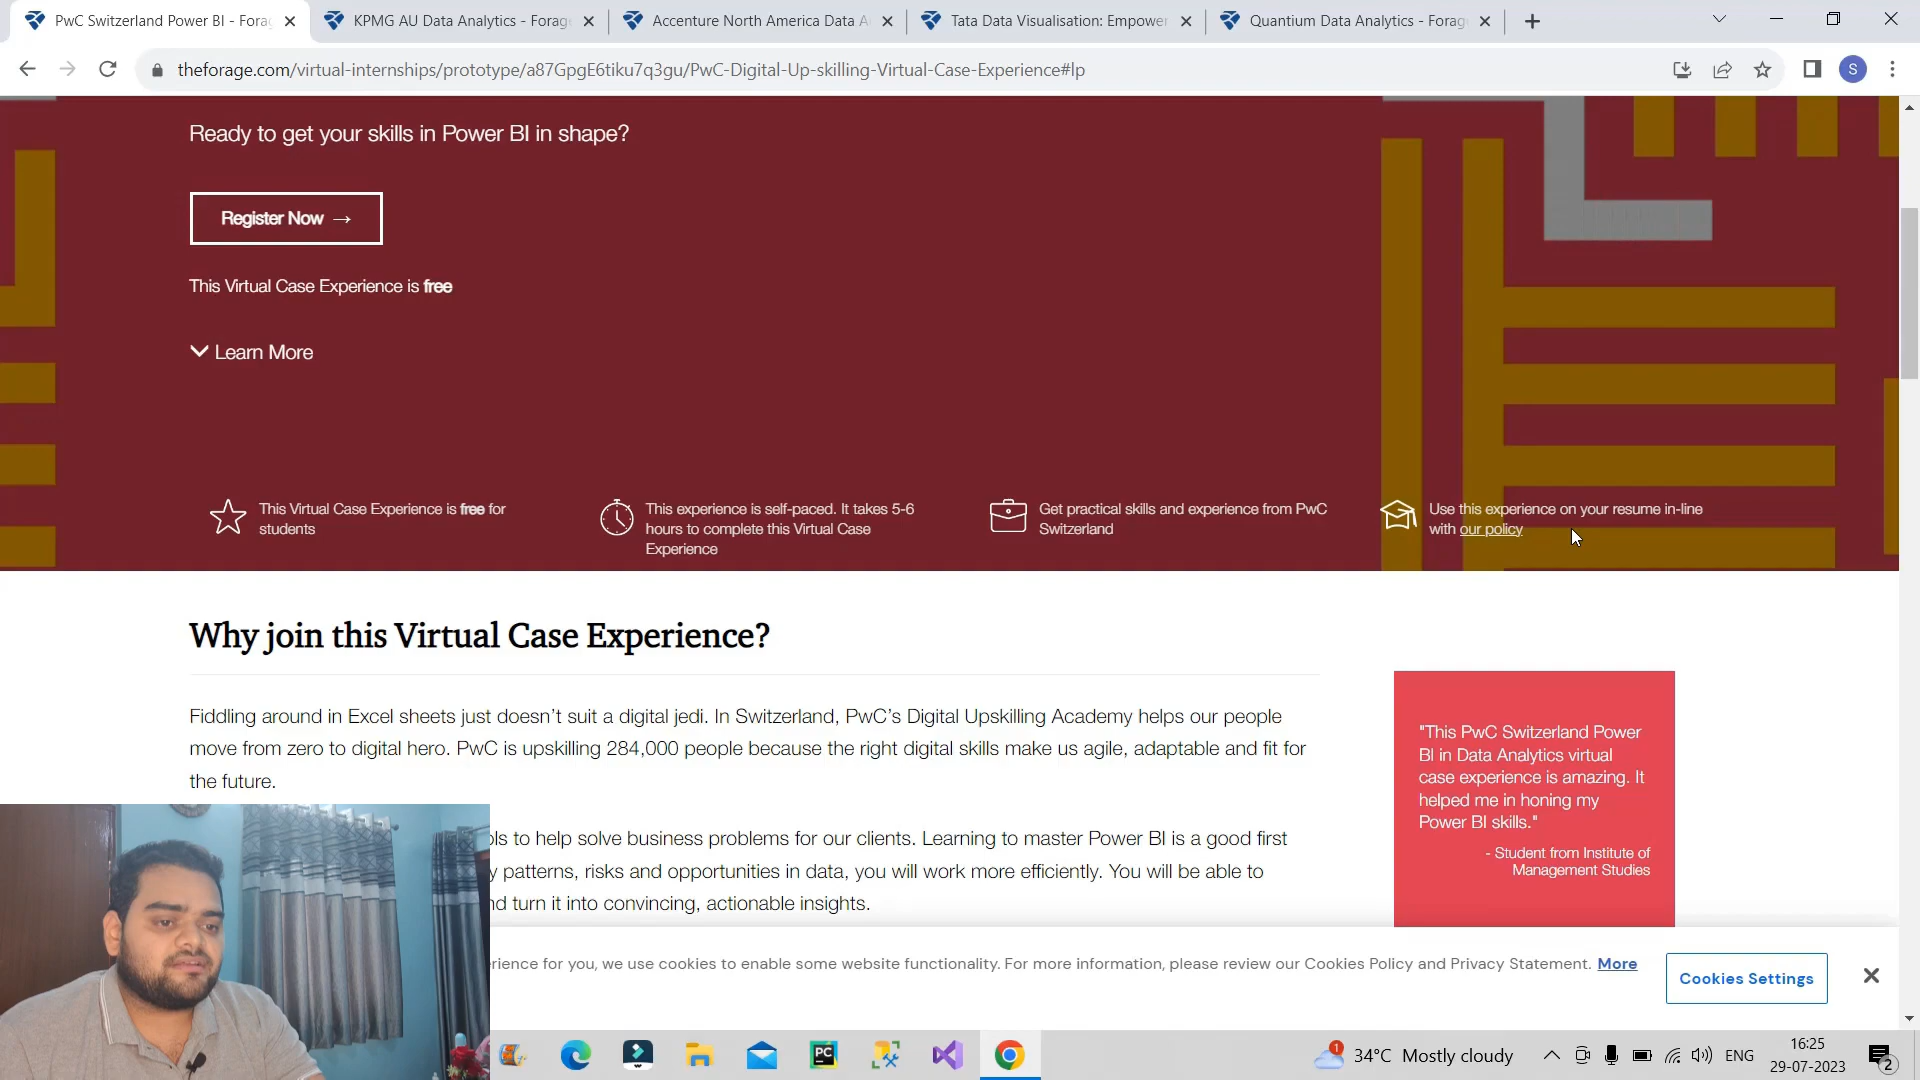 PwC Switzerland Power BI - Forag
KPMG AU Data Analytics - Forage
Accenture North America Data A
Tata Data Visualisation: Empower
Quantium Data Analytics - Forag
theforage.com/virtual-internships/prototype/a87GpgE6tiku7q3gu/PwC-Digital-Up-skilling-Virtual-Case-Experience#lp
S
Ready to get your skills in Power BI in shape?
Register Now →
This Virtual Case Experience is free
Learn More
This Virtual Case Experience is free for
students
This experience is self-paced. It takes 5-6
hours to complete this Virtual Case
Experience
Get practical skills and experience from PwC
Switzerland
Use this experience on your resume in-line
with our policy
Why join this Virtual Case Experience?
Fiddling around in Excel sheets just doesn't suit a digital jedi. In Switzerland, PwC's Digital Upskilling Academy helps our people
move from zero to digital hero. PwC is upskilling 284,000 people because the right digital skills make us agile, adaptable and fit for
the future.
ols to help solve business problems for our clients. Learning to master Power BI is a good first
y patterns, risks and opportunities in data, you will work more efficiently. You will be able to
nd turn it into convincing, actionable insights.
"This PwC Switzerland Power
BI in Data Analytics virtual
case experience is amazing. It
helped me in honing my
Power BI skills."
- Student from Institute of
Management Studies
rience for you, we use cookies to enable some website functionality. For more information, please review our Cookies Policy and Privacy Statement. More
Cookies Settings
PC
1
34°C Mostly cloudy
ENG
16:25
29-07-2023
2